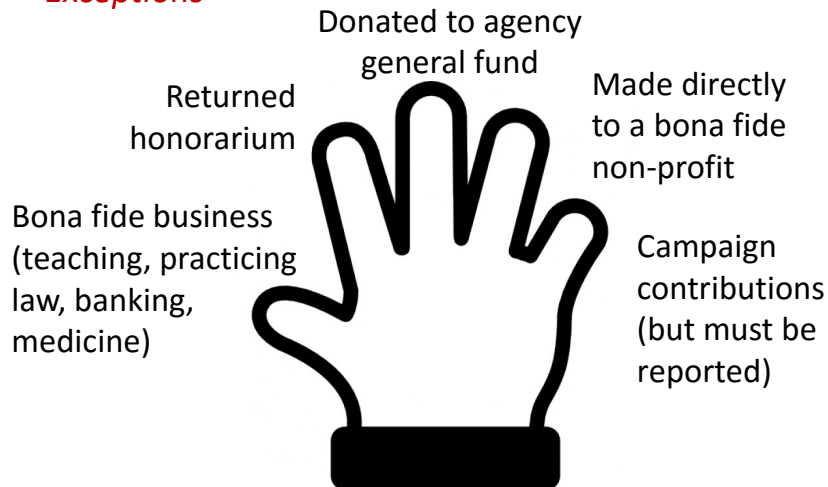 Exceptions
Donated to agency
general fund
Returned
honorarium
Made directly
to a bona fide
non-profit
Bona fide business
(teaching, practicing
law, banking,
medicine)
Campaign
contributions
(but must be
reported)